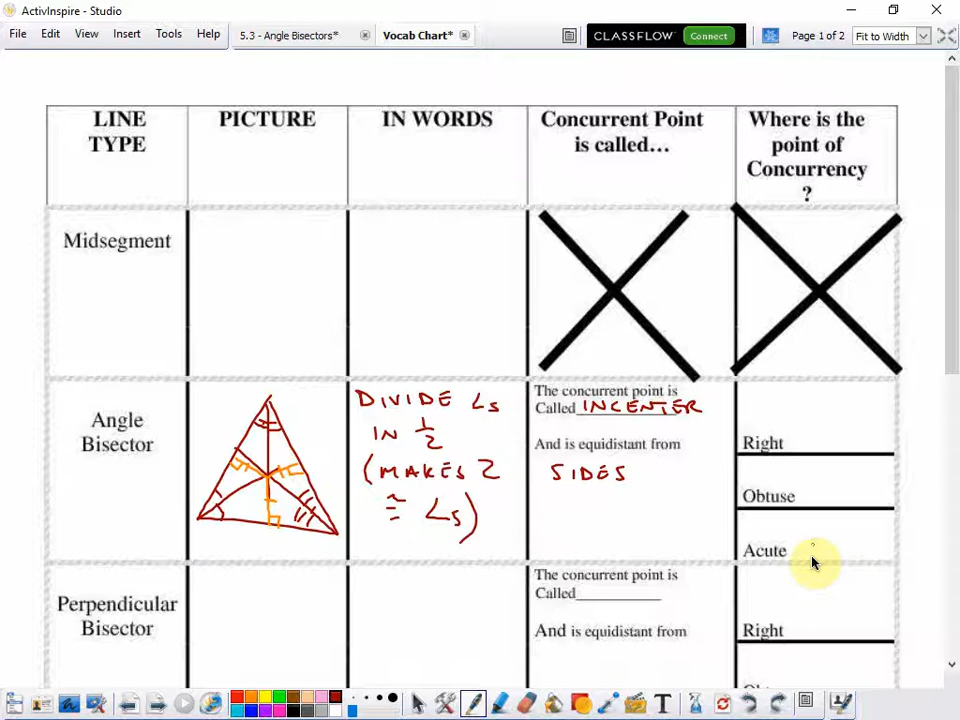 ActivInspire - Studio
File Edit View Insert Tools Help
5.3 - Angle Bisectors*
Vocab Chart*
CLASSFLOW Connect
Page 1 of 2
Fit to Width
LINE
TYPE
PICTURE
IN WORDS
Concurrent Point
is called…
Where is the
point of
Concurrency
?
Midsegment
Angle
Bisector
DIVIDE ∠s
IN 1/2
(MAKES 2
≅ ∠s)
The concurrent point is
Called INCENTER
And is equidistant from
SIDES
Right
Obtuse
Acute
Perpendicular
Bisector
The concurrent point is
Called__________
And is equidistant from
Right